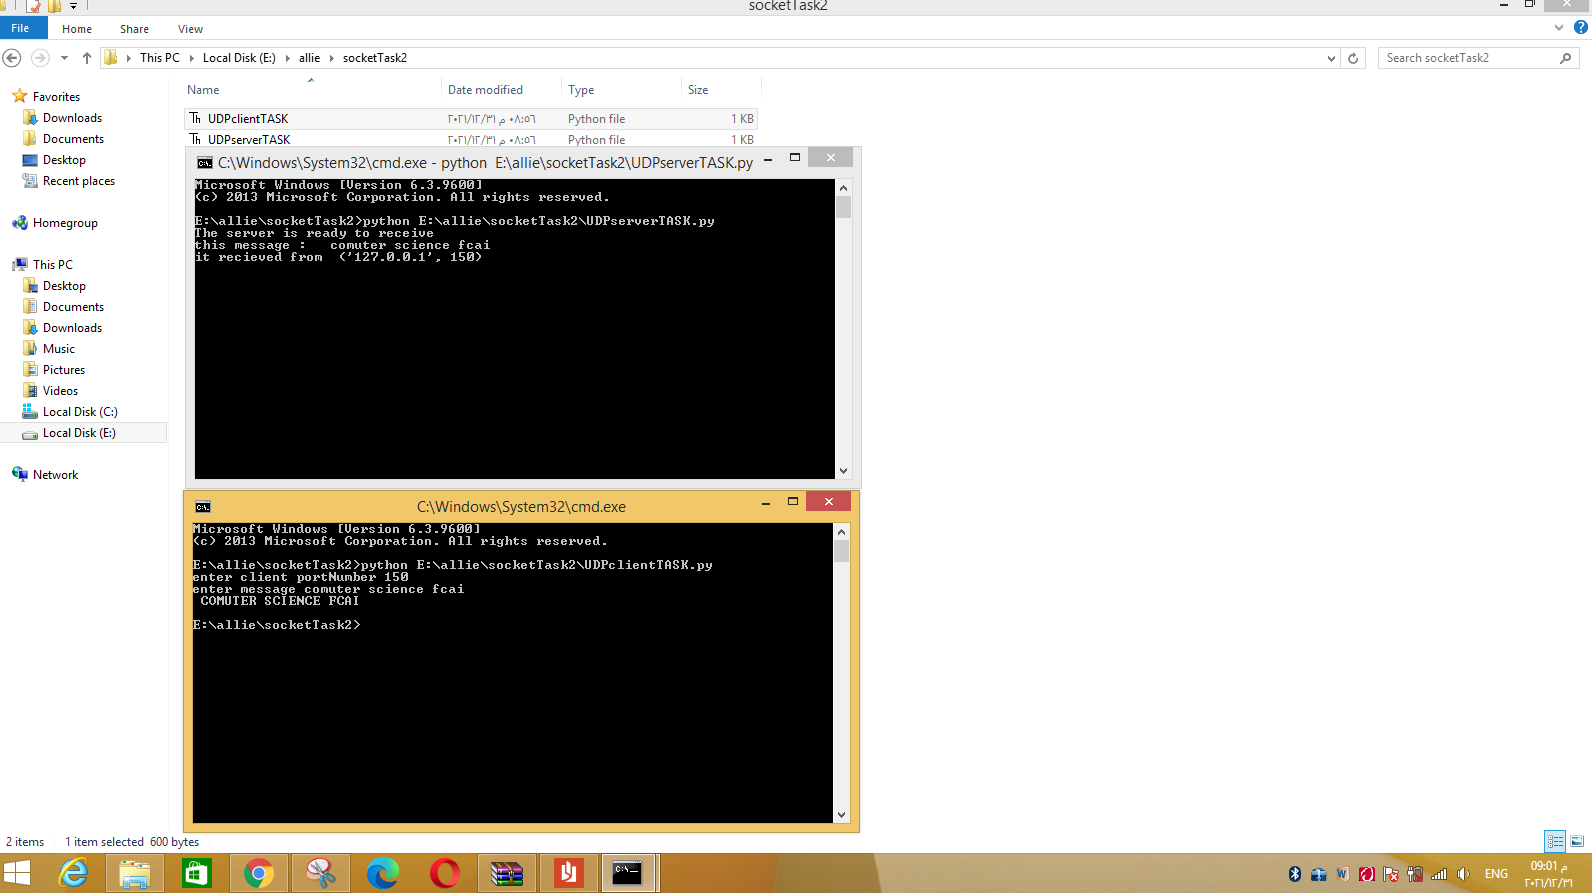 socketTask2
File Home Share View
This PC Local Disk (E:) allie socketTask2
Search socketTask2
Name Date modified Type Size
UDPclientTASK ٢٠٢١/١٢/٣١ ٠٨:٥٦ م Python file 1 KB
UDPserverTASK ٢٠٢١/١٢/٣١ ٠٨:٥٦ م Python file 1 KB
Favorites
Downloads
Documents
Desktop
Recent places
Homegroup
This PC
Desktop
Documents
Downloads
Music
Pictures
Videos
Local Disk (C:)
Local Disk (E:)
Network
C:\Windows\System32\cmd.exe - python E:\allie\socketTask2\UDPserverTASK.py
Microsoft Windows [Version 6.3.9600]
(c) 2013 Microsoft Corporation. All rights reserved.
E:\allie\socketTask2>python E:\allie\socketTask2\UDPserverTASK.py
The server is ready to receive
this message :   comuter science fcai
it recieved from  ('127.0.0.1', 150)
C:\Windows\System32\cmd.exe
Microsoft Windows [Version 6.3.9600]
(c) 2013 Microsoft Corporation. All rights reserved.
E:\allie\socketTask2>python E:\allie\socketTask2\UDPclientTASK.py
enter client portNumber 150
enter message comuter science fcai
COMUTER SCIENCE FCAI
E:\allie\socketTask2>
2 items 1 item selected 600 bytes
ENG
09:01 م
٢٠٢١/١٢/٣١